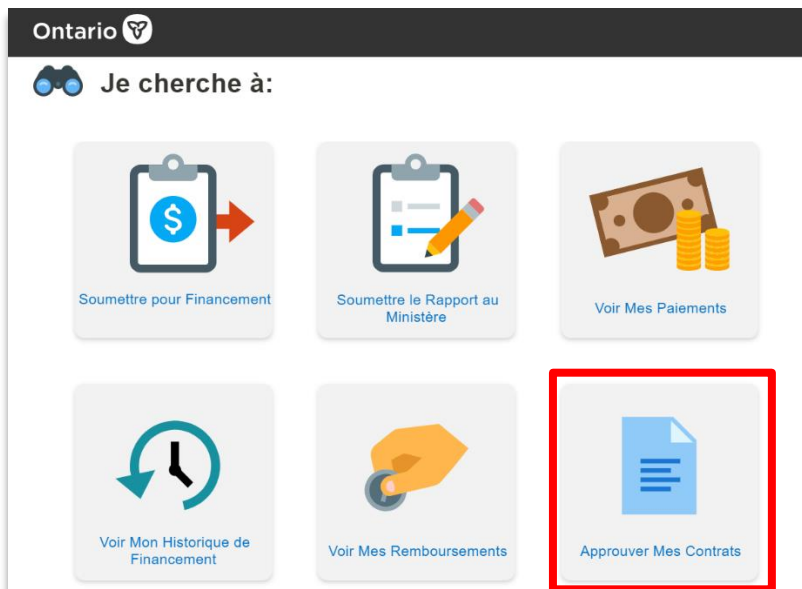 Ontario
Je cherche à:
$
Soumettre pour Financement
Soumettre le Rapport au
Ministère
Voir Mes Paiements
Voir Mon Historique de
Financement
Voir Mes Remboursements
Approuver Mes Contrats